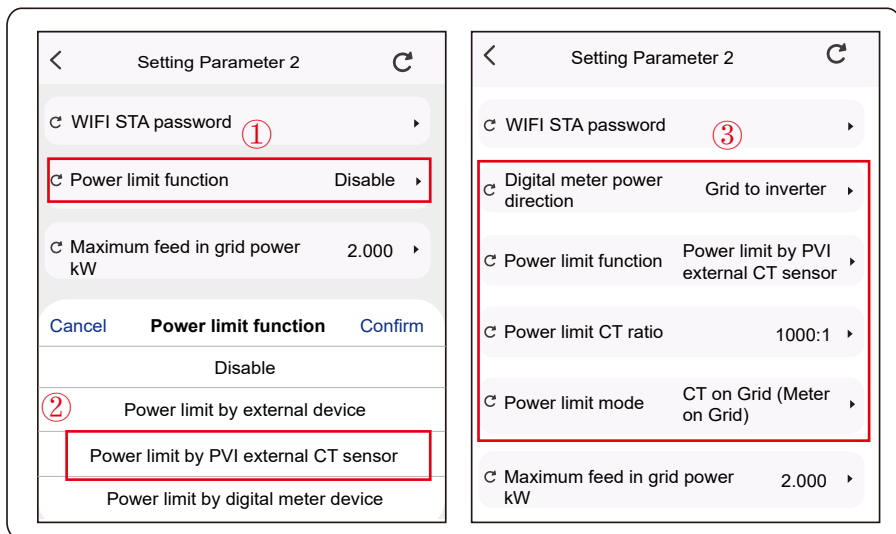 Setting Parameter 2
WIFI STA password
①
Power limit function Disable
Maximum feed in grid power
kW
2.000
Cancel Power limit function Confirm
Disable
②
Power limit by external device
Power limit by PVI external CT sensor
Power limit by digital meter device
Setting Parameter 2
WIFI STA password
③
Digital meter power
direction
Grid to inverter
Power limit function
Power limit by PVI
external CT sensor
Power limit CT ratio 1000:1
Power limit mode
CT on Grid (Meter
on Grid)
Maximum feed in grid power
kW
2.000